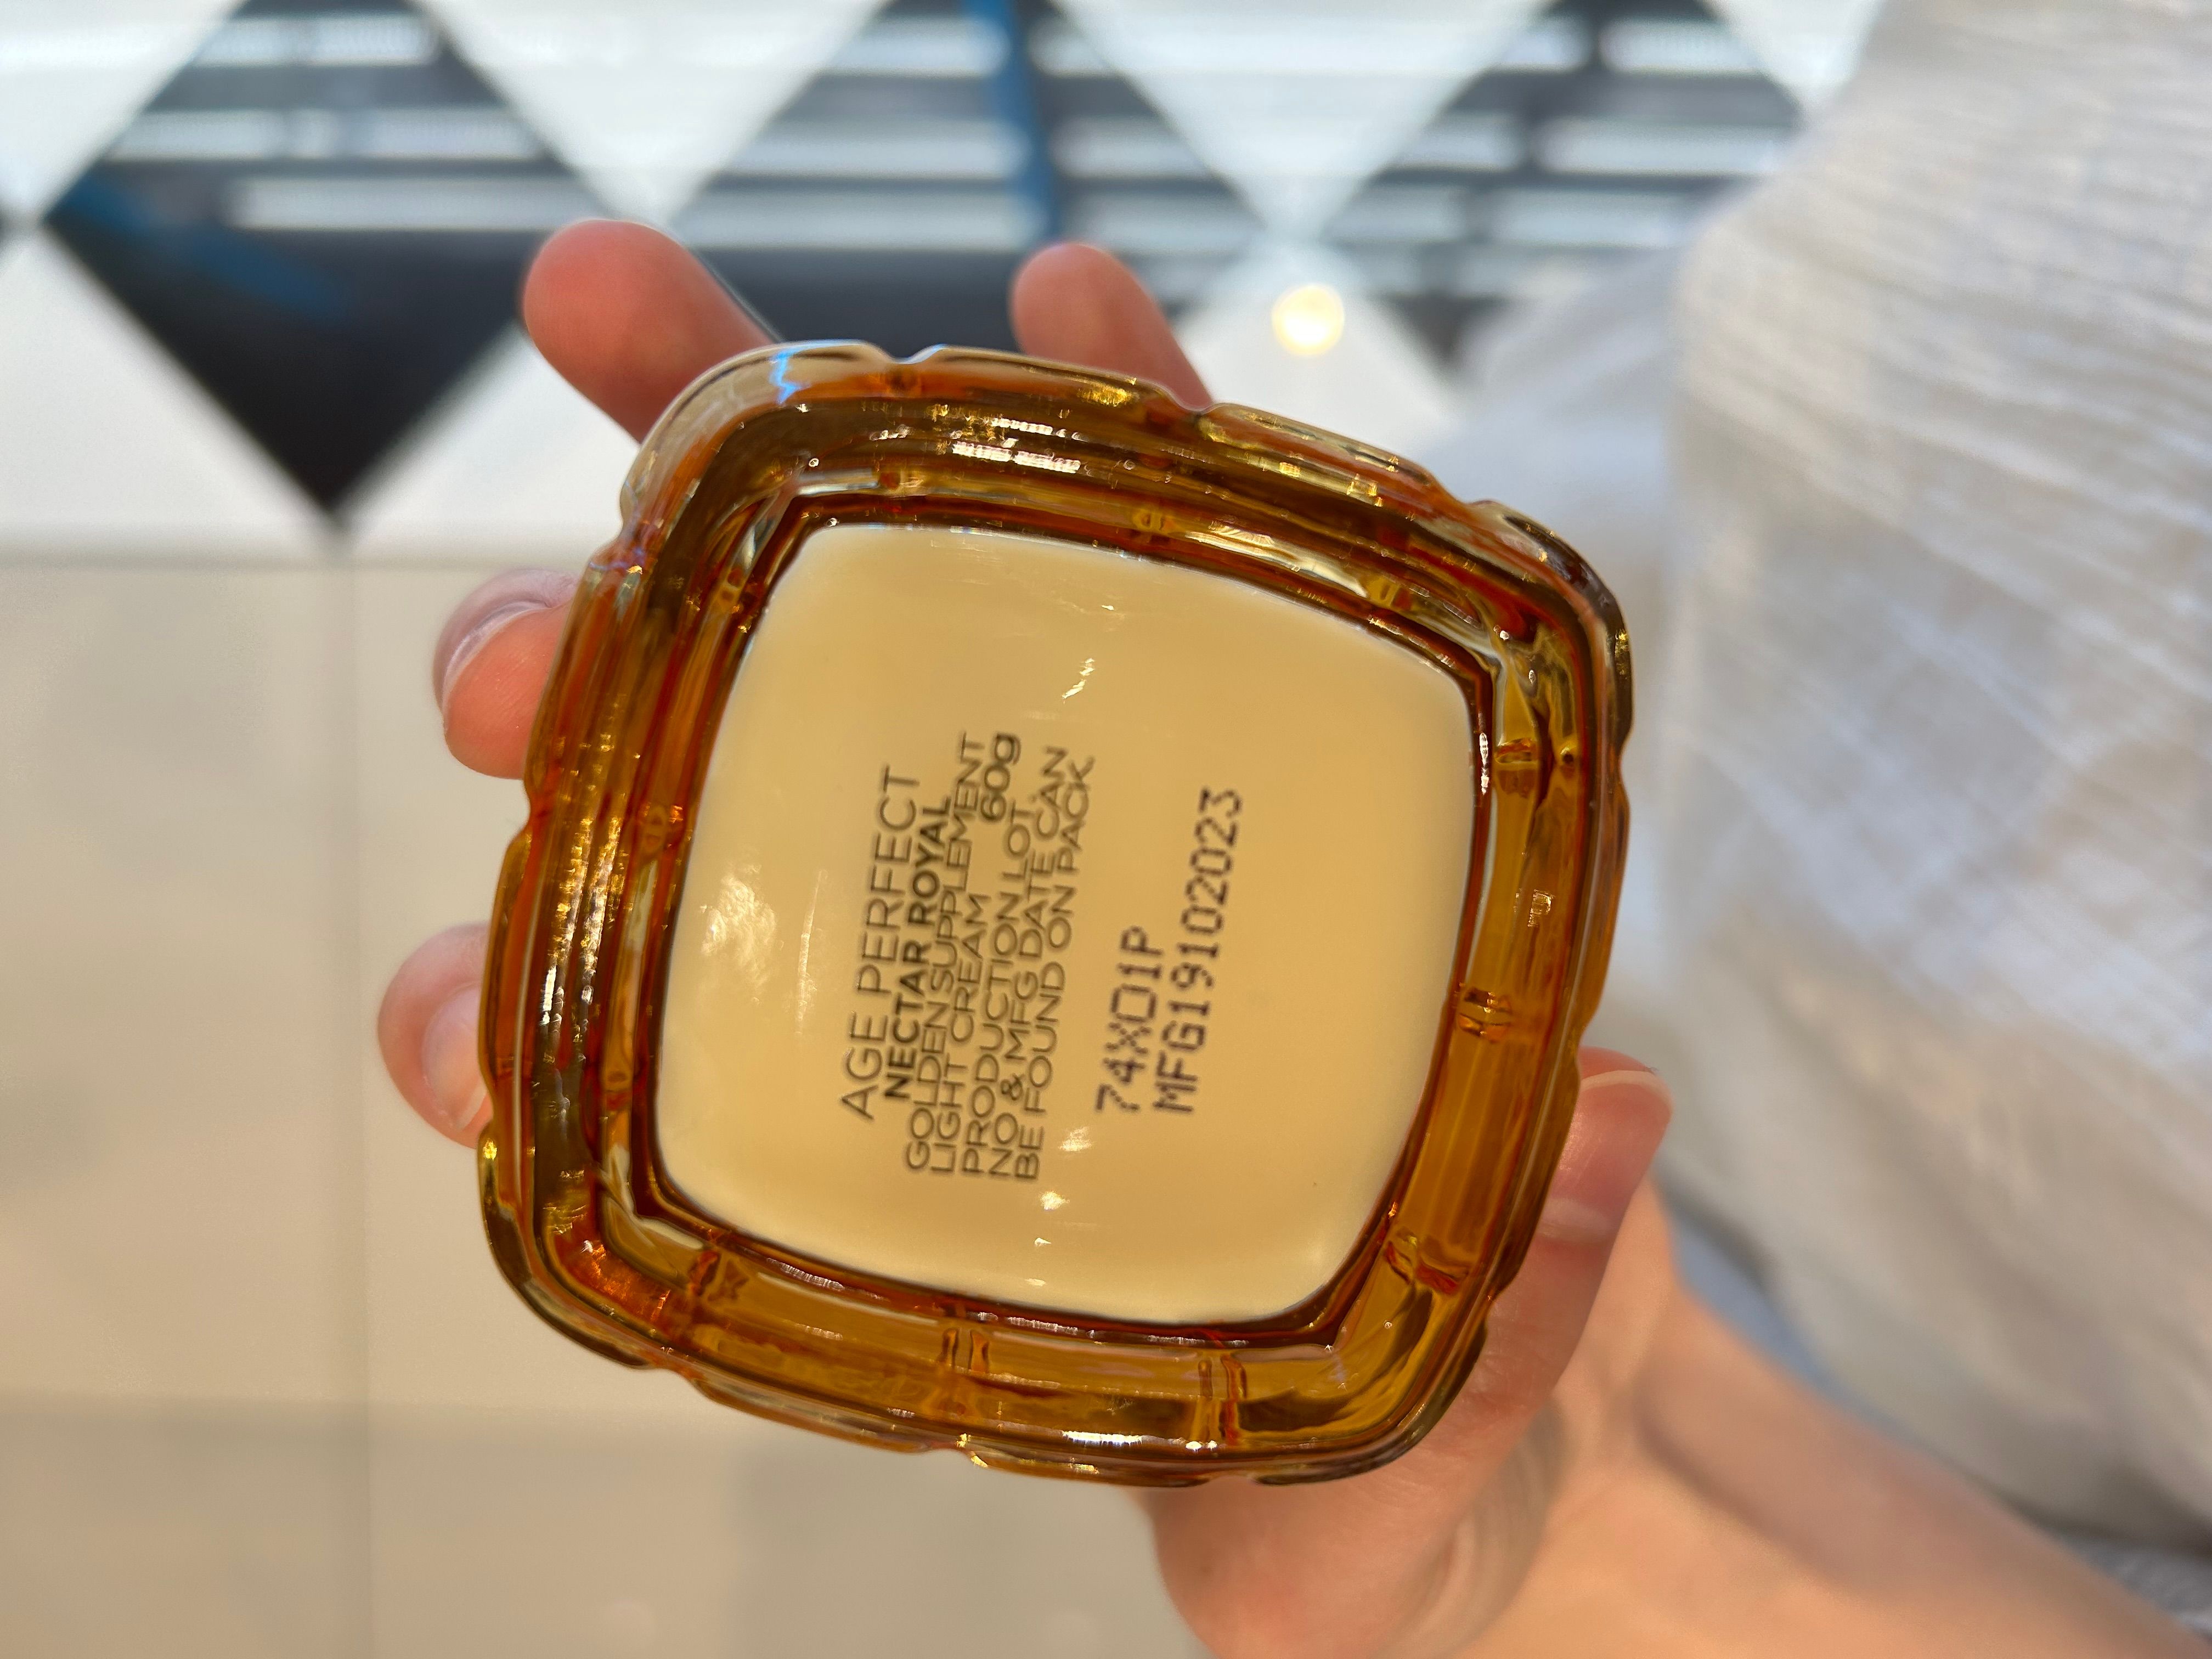 AGE PERFECT
NECTAR ROYAL
GOLDEN SUPPLEMENT
LIGHT CREAM 60g
PRODUCTION LOT
NO & MFG DATE CAN
BE FOUND ON PACK.
74X01P
MFG19102023